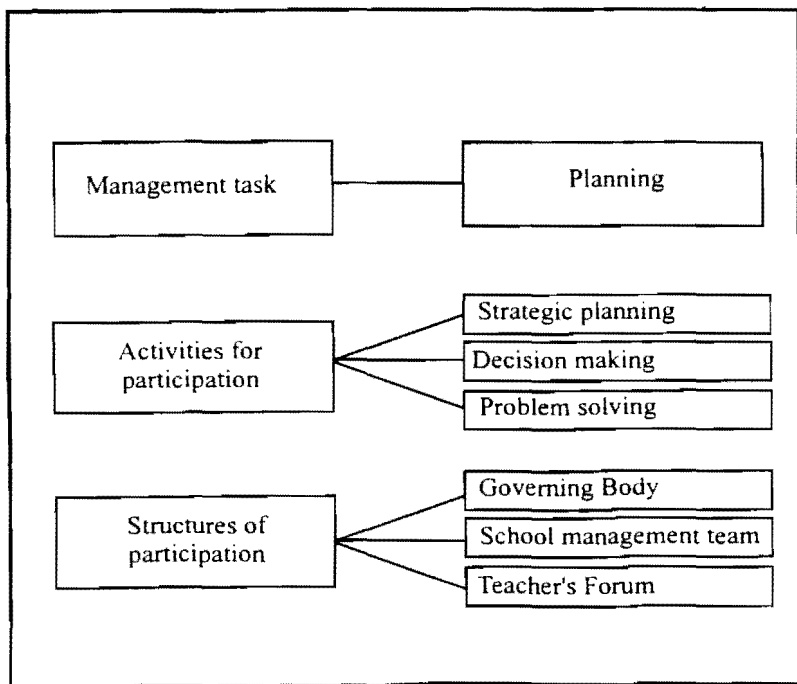 Management task
Planning
Activities for
participation
Strategic planning
Decision making
Problem solving
Structures of
participation
Governing Body
School management team
Teacher's Forum